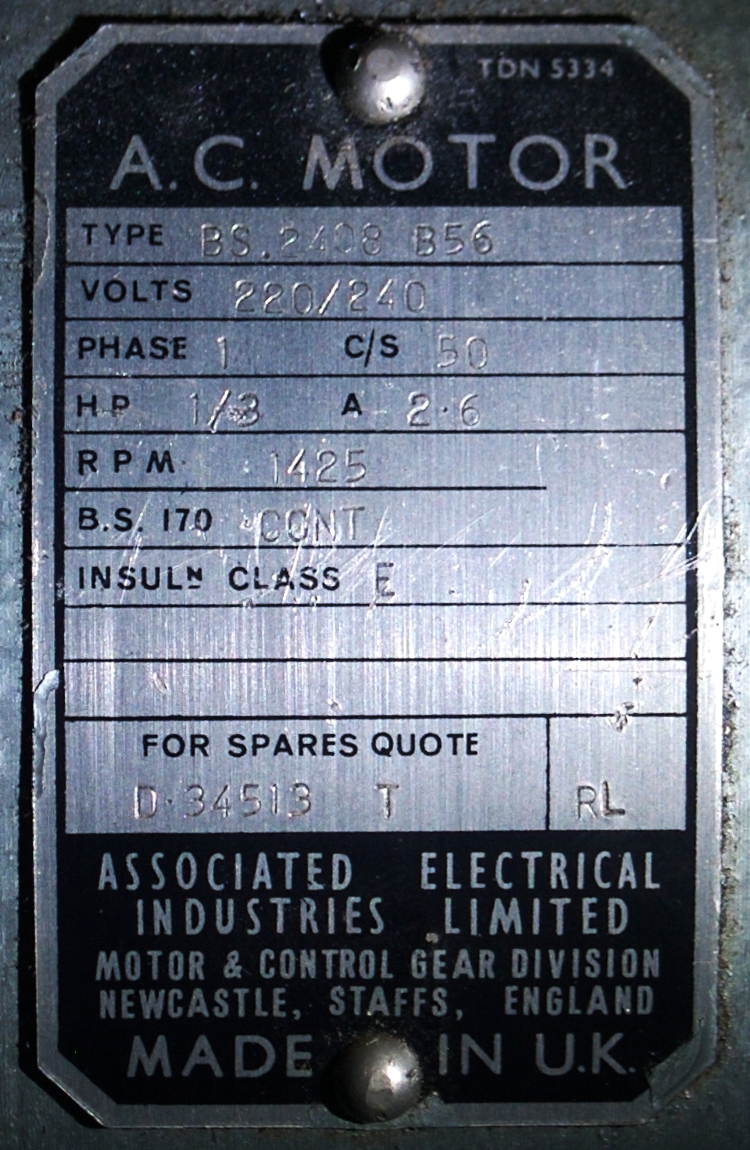 TDN 5334
A.C. MOTOR
TYPE BS.2408 B56
VOLTS 220/240
PHASE 1 C/S 50
H.P 1/3 A 2·6
R P M 1425
B.S. 170 CONT
INSULN CLASS E
FOR SPARES QUOTE
D·34513 T RL
ASSOCIATED ELECTRICAL
INDUSTRIES LIMITED
MOTOR & CONTROL GEAR DIVISION
NEWCASTLE, STAFFS, ENGLAND
MADE IN U.K.